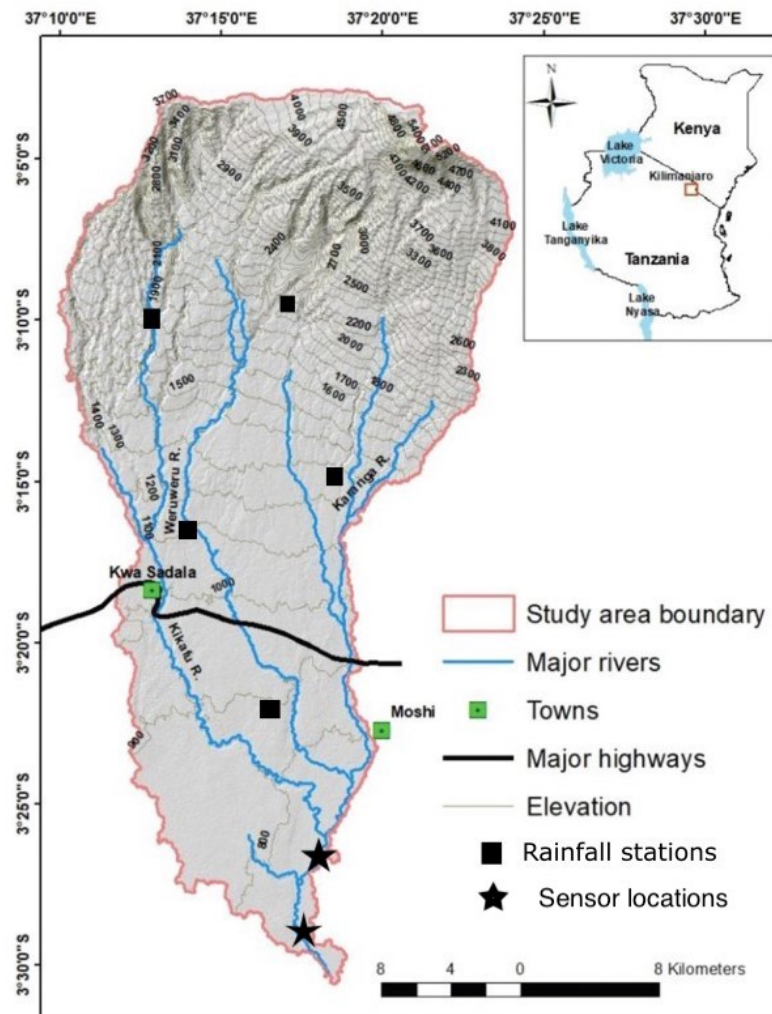 37°10'0"E
37°15'0"E
37°20'0"E
37°25'0"E
37°30'0"E
3°5'0"S
3°10'0"S
3°15'0"S
3°20'0"S
3°25'0"S
3°30'0"S
N
Kenya
Lake
Victoria
Kilimanjaro
Lake
Tanganyika
Tanzania
Lake
Nyasa
3700
3400
3200
3100
2800
2900
4000
3900
4500
5400
4700
4400
4200
3500
4100
3800
3700
3600
3300
2400
2700
3000
2500
2100
1900
2200
2000
2600
2300
1700
1800
1600
1500
1400
1300
1200
1100
Weruweru R.
Karanga R.
Kwa Sadala
1000
Kikafu R.
Moshi
900
800
Study area boundary
Major rivers
Towns
Major highways
Elevation
Rainfall stations
Sensor locations
8 4 0 8 Kilometers